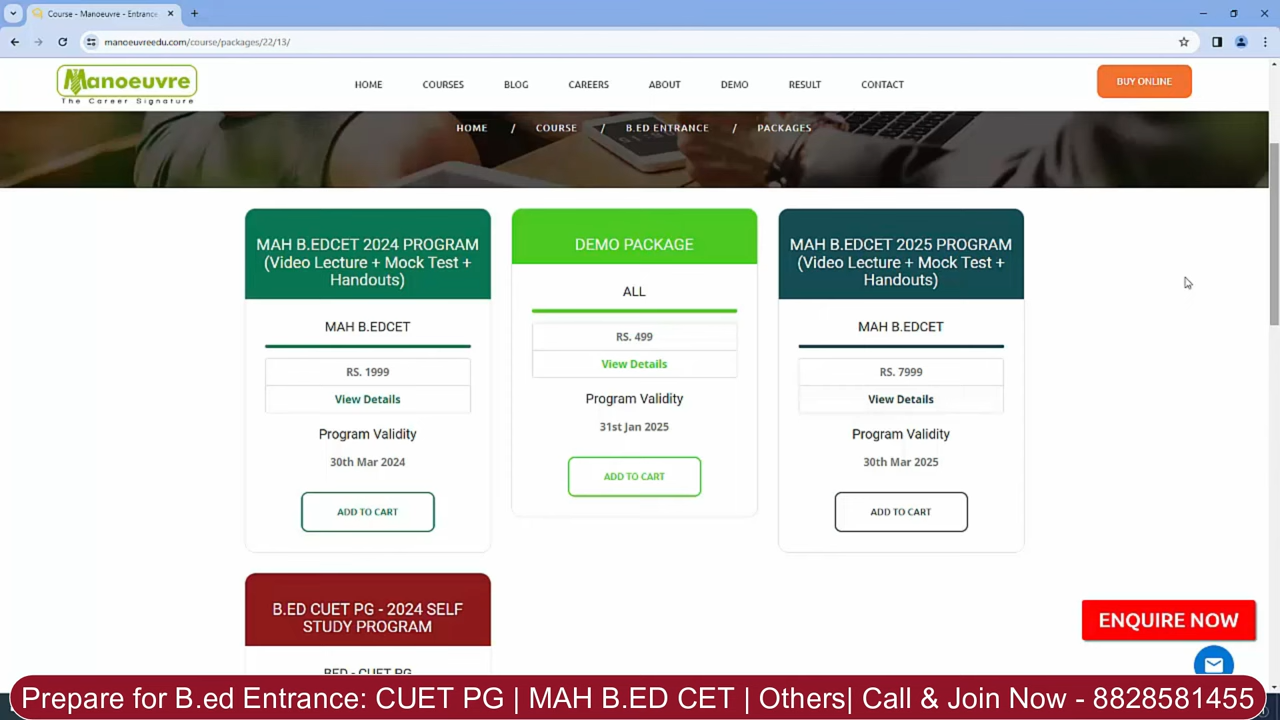 Course - Manoeuvre - Entranc
manoeuvreedu.com/course/packages/22/13/
Manoeuvre
The Career Signature
HOME
COURSES
BLOG
CAREERS
ABOUT
DEMO
RESULT
CONTACT
BUY ONLINE
HOME / COURSE / B.ED ENTRANCE / PACKAGES
MAH B.EDCET 2024 PROGRAM
(Video Lecture + Mock Test +
Handouts)
MAH B.EDCET
RS. 1999
View Details
Program Validity
30th Mar 2024
ADD TO CART
DEMO PACKAGE
ALL
RS. 499
View Details
Program Validity
31st Jan 2025
ADD TO CART
MAH B.EDCET 2025 PROGRAM
(Video Lecture + Mock Test +
Handouts)
MAH B.EDCET
RS. 7999
View Details
Program Validity
30th Mar 2025
ADD TO CART
B.ED CUET PG - 2024 SELF
STUDY PROGRAM
BED - CUET PG
ENQUIRE NOW
Prepare for B.ed Entrance: CUET PG | MAH B.ED CET | Others| Call & Join Now - 8828581455